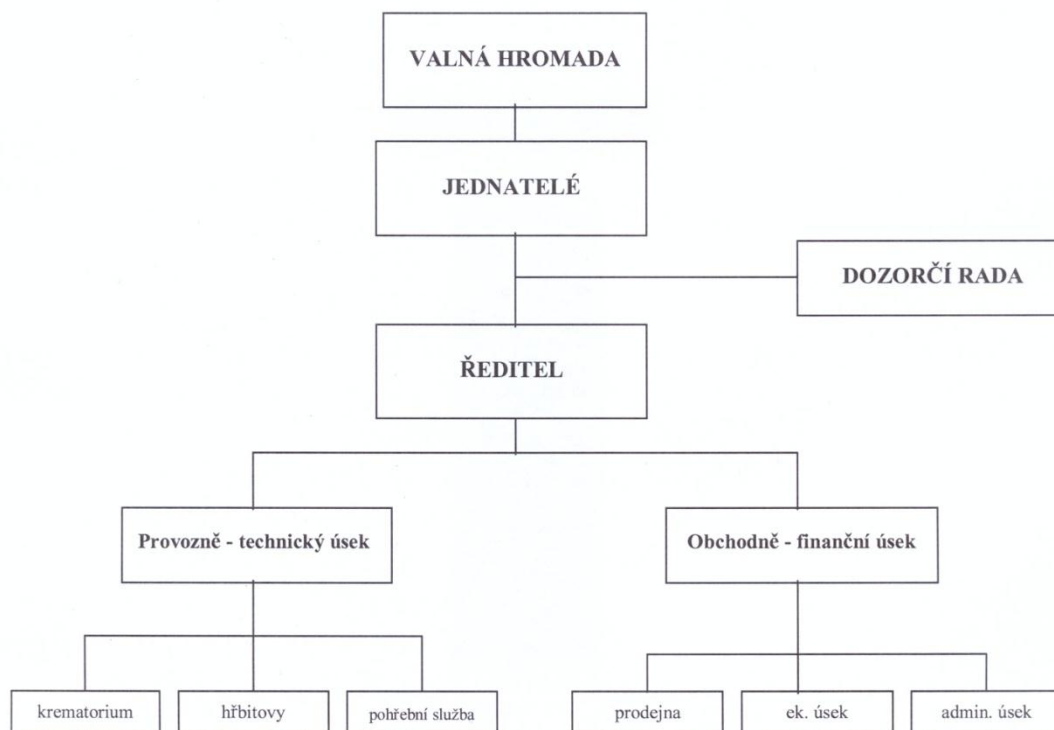 VALNÁ HROMADA
JEDNATELÉ
DOZORČÍ RADA
ŘEDITEL
Provozně - technický úsek
Obchodně - finanční úsek
krematorium
hřbitovy
pohřební služba
prodejna
ek. úsek
admin. úsek